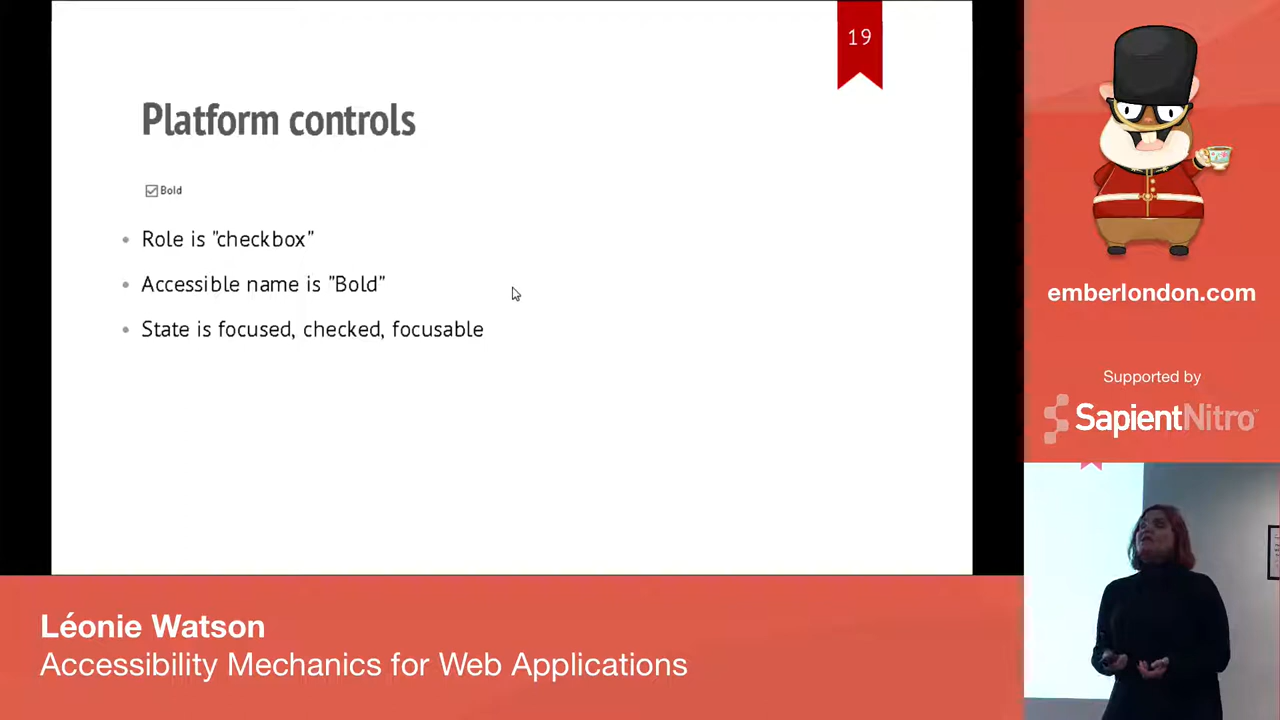 19
Platform controls
Bold
• Role is "checkbox"
• Accessible name is "Bold"
• State is focused, checked, focusable
emberlondon.com
Supported by
SapientNitro
Léonie Watson
Accessibility Mechanics for Web Applications